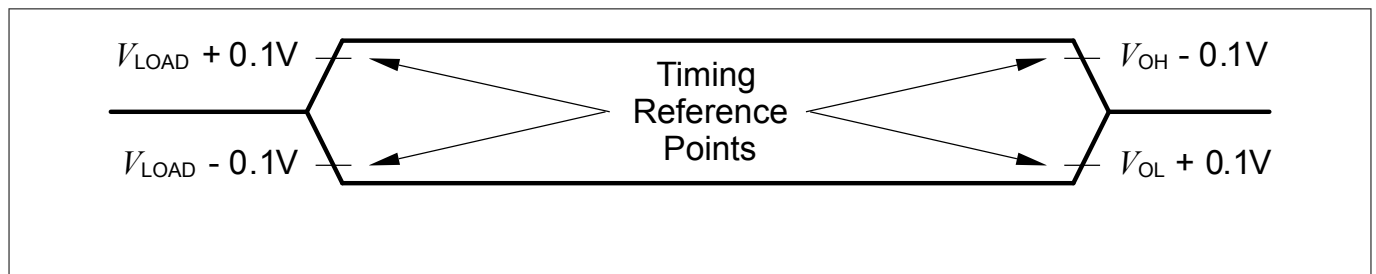 VLOAD + 0.1V
VLOAD - 0.1V
Timing
Reference
Points
VOH - 0.1V
VOL + 0.1V